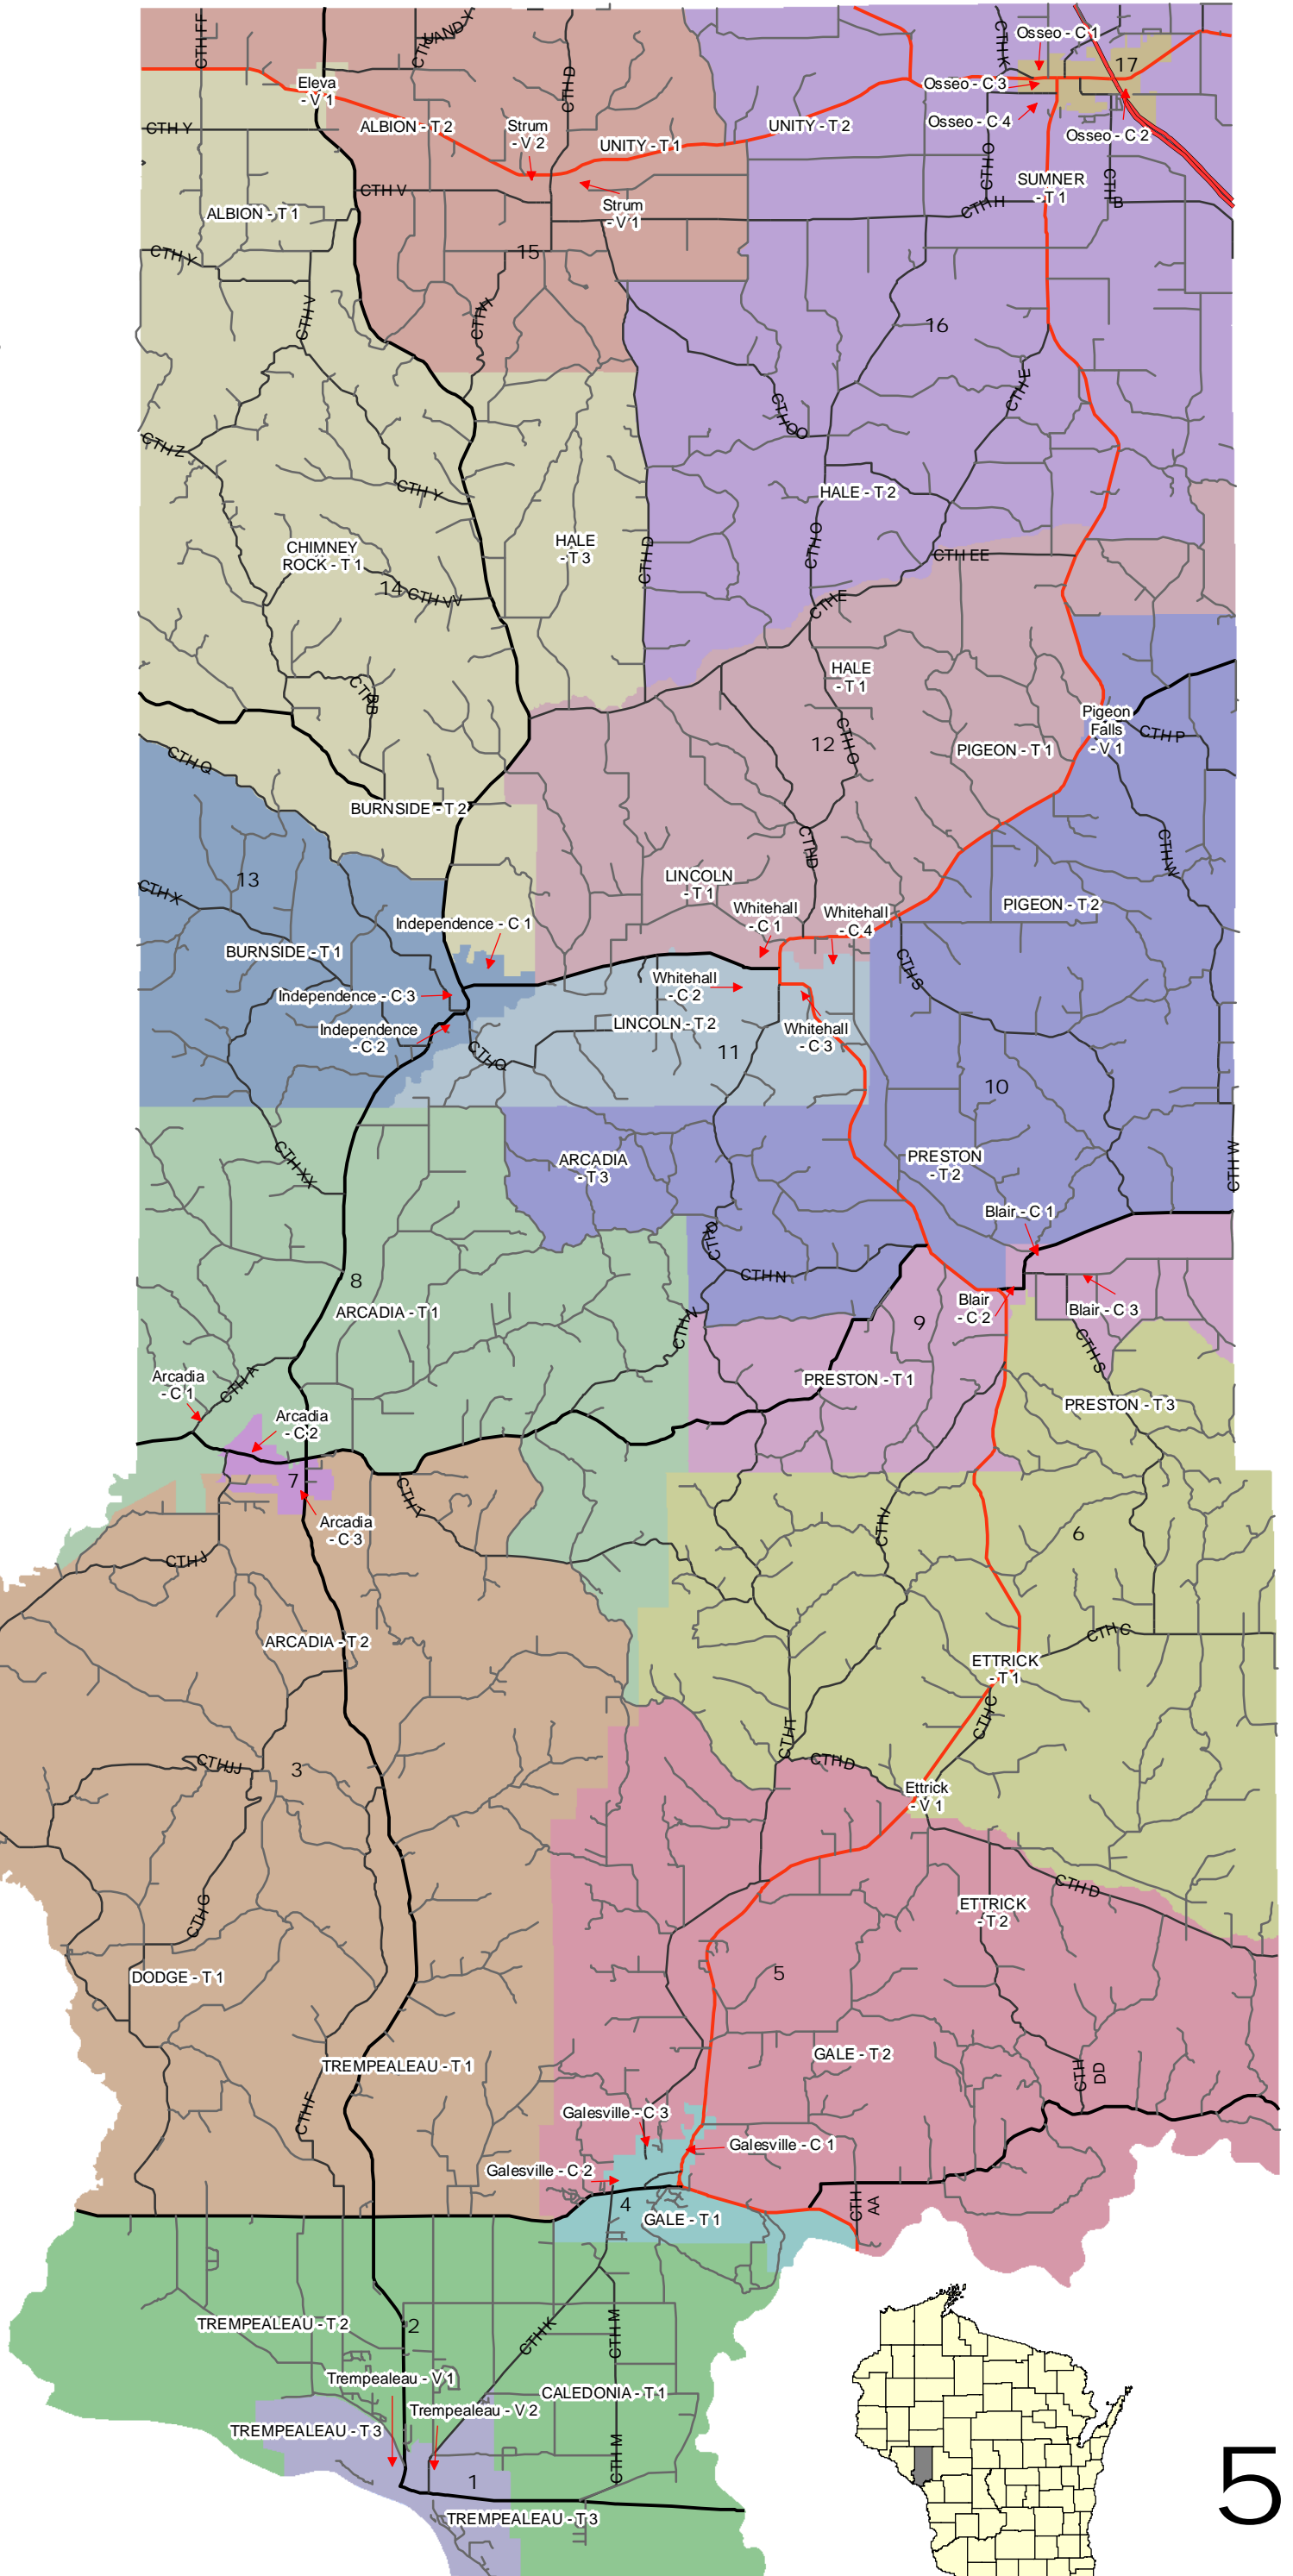 CTH FF
CTH U AND X
CTH D
CTH K
Osseo - C 1
17
Eleva
- V 1
Osseo - C 3
CTH Y
ALBION - T 2
Strum
- V 2
UNITY - T 1
UNITY - T 2
Osseo - C 4
Osseo - C 2
CTH O
CTH V
SUMNER
- T 1
CTH B
ALBION - T 1
Strum
- V 1
CTH H
CTH Y
15
CTH V
CTH Y
16
CTH E
CTH OO
CTH Z
CTH Y
HALE - T 2
CHIMNEY
ROCK - T 1
HALE
- T 3
CTH D
CTH O
CTH EE
14
CTH VV
CTH E
HALE
- T 1
CTH BB
Pigeon
Falls
- V 1
CTH P
12
CTH O
PIGEON - T 1
CTH Q
BURNSIDE - T 2
CTH D
CTH W
13
CTH X
LINCOLN
- T 1
Whitehall
- C 1
Whitehall
- C 4
PIGEON - T 2
Independence - C 1
BURNSIDE - T 1
CTH S
Independence - C 3
Whitehall
- C 2
Independence
- C 2
LINCOLN - T 2
Whitehall
- C 3
CTH Q
11
10
CTH XX
ARCADIA
- T 3
PRESTON
- T 2
CTH W
Blair - C 1
CTH Q
CTH N
8
ARCADIA - T 1
CTH N
Blair
- C 2
Blair - C 3
9
CTH S
Arcadia
- C 1
CTH A
PRESTON - T 1
PRESTON - T 3
Arcadia
- C 2
7
CTH T
Arcadia
- C 3
CTH I
6
CTH J
ARCADIA - T 2
CTH C
ETTRICK
- T 1
CTH C
CTH T
CTH D
CTH JJ
3
Ettrick
- V 1
CTH D
CTH G
ETTRICK
- T 2
DODGE - T 1
5
TREMPEALEAU - T 1
GALE - T 2
CTH
DD
CTH F
Galesville - C 3
Galesville - C 1
Galesville - C 2
4
CTH
AA
GALE - T 1
TREMPEALEAU - T 2
2
CTH K
CTH M
Trempealeau - V 1
CALEDONIA - T 1
Trempealeau - V 2
TREMPEALEAU - T 3
CTH M
1
TREMPEALEAU - T 3
5